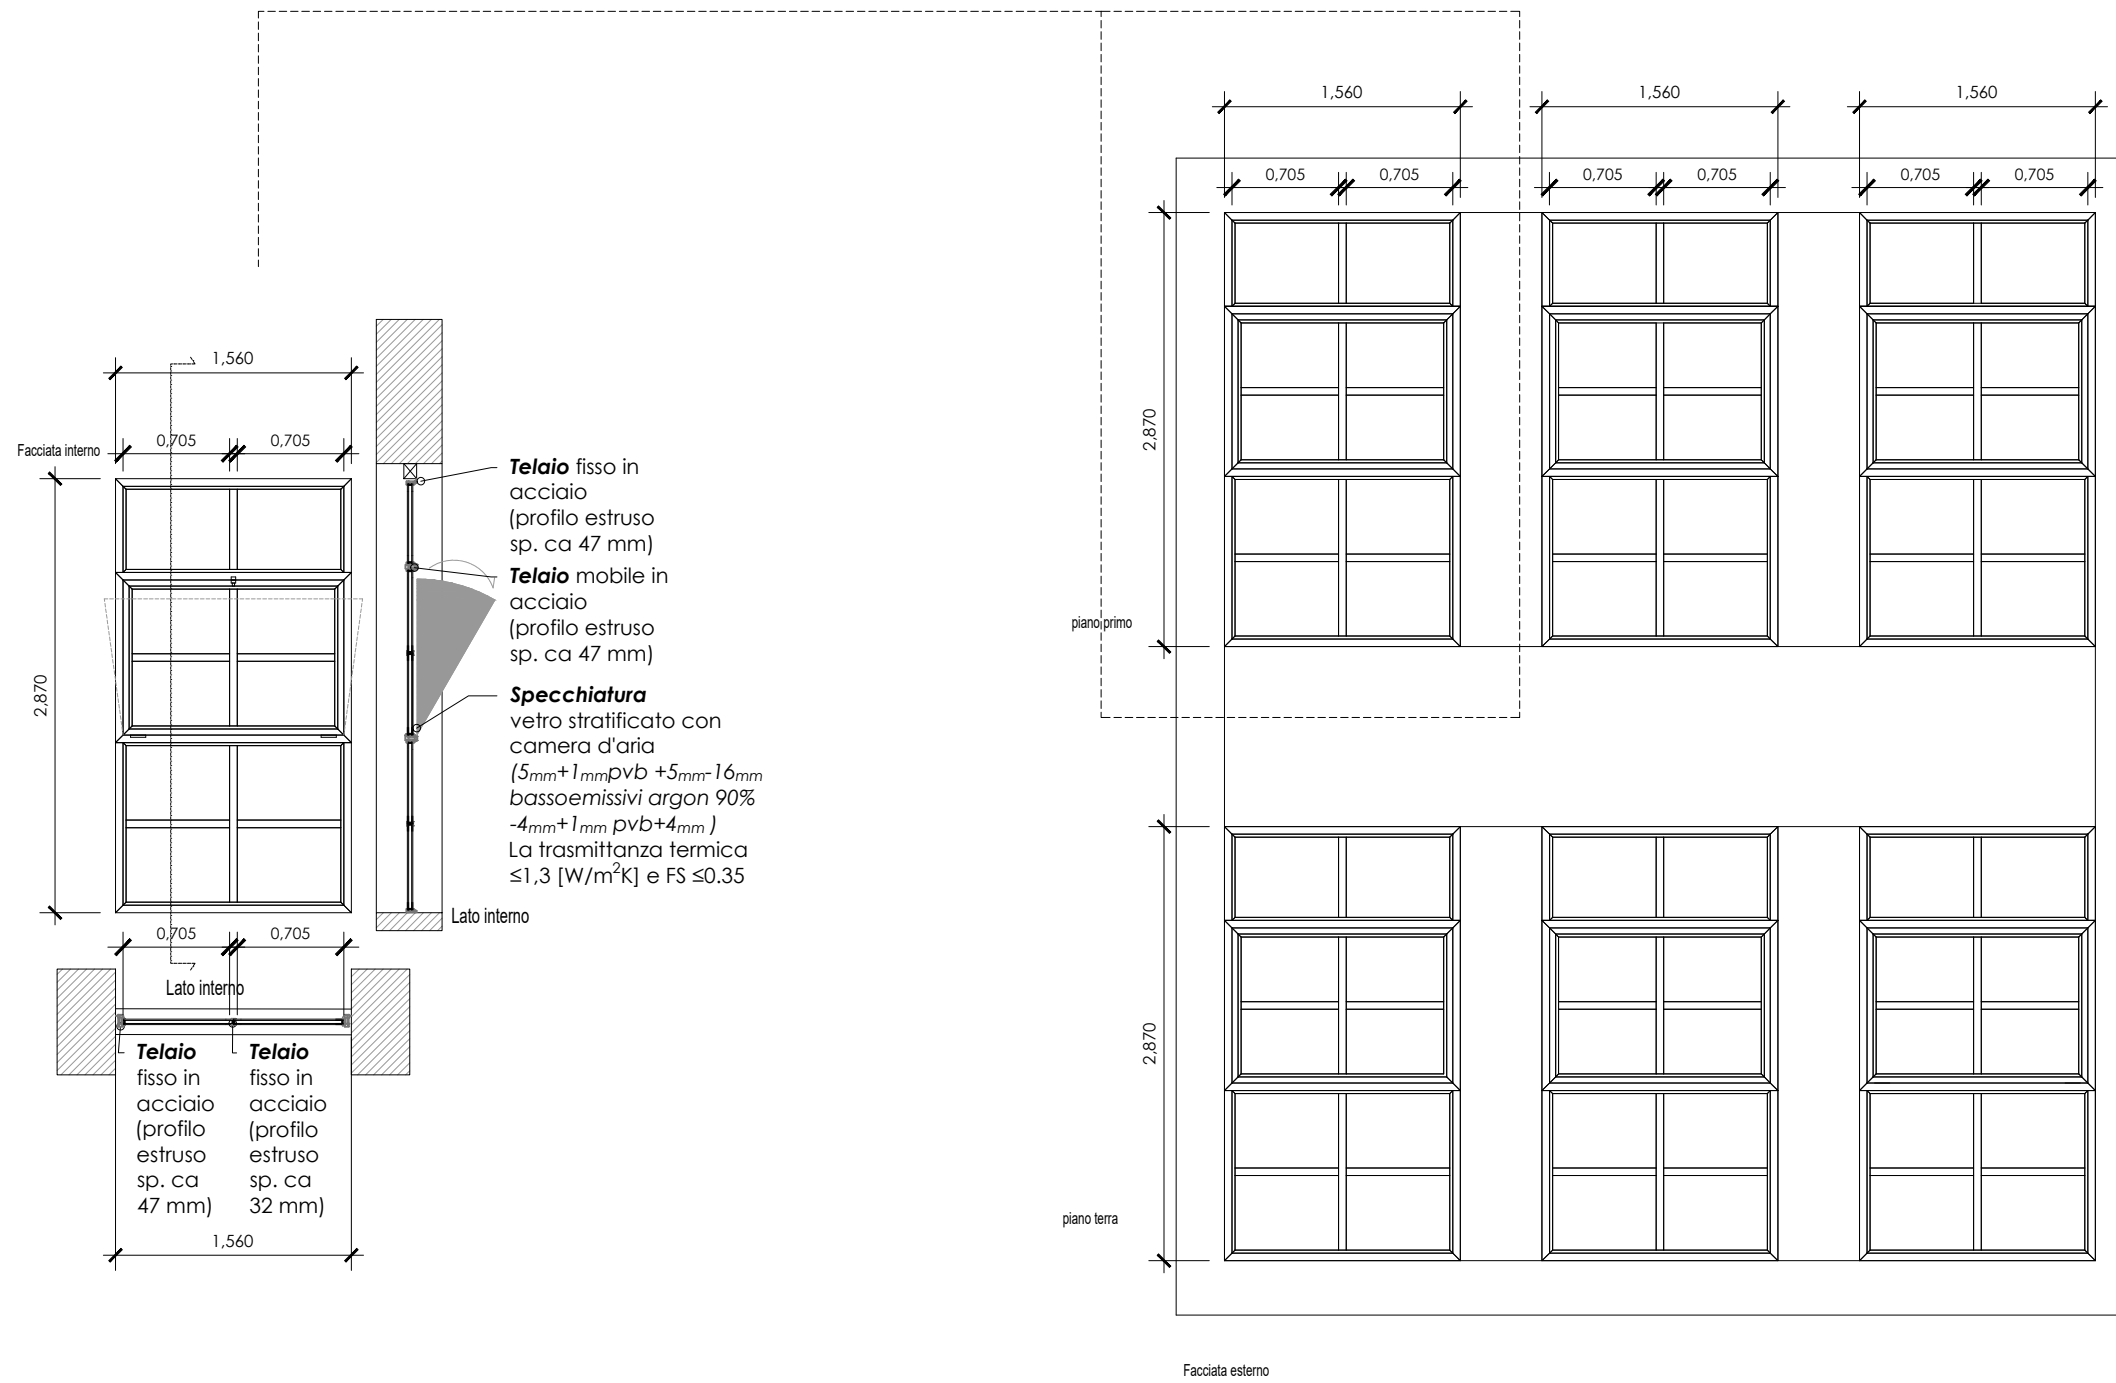 1,560
1,560
1,560
0,705
0,705
0,705
0,705
0,705
0,705
2,870
piano primo
1,560
0,705
0,705
Facciata interno
2,870
Telaio fisso in
acciaio
(profilo estruso
sp. ca 47 mm)
Telaio mobile in
acciaio
(profilo estruso
sp. ca 47 mm)
Specchiatura
vetro stratificato con
camera d'aria
(5mm+1mmpvb +5mm-16mm
bassoemissivi argon 90%
-4mm+1mm pvb+4mm )
La trasmittanza termica
≤1,3 [W/m²K] e FS ≤0.35
Lato interno
0,705
0,705
Lato interno
Telaio
fisso in
acciaio
(profilo
estruso
sp. ca
47 mm)
Telaio
fisso in
acciaio
(profilo
estruso
sp. ca
32 mm)
1,560
2,870
piano terra
Facciata esterno